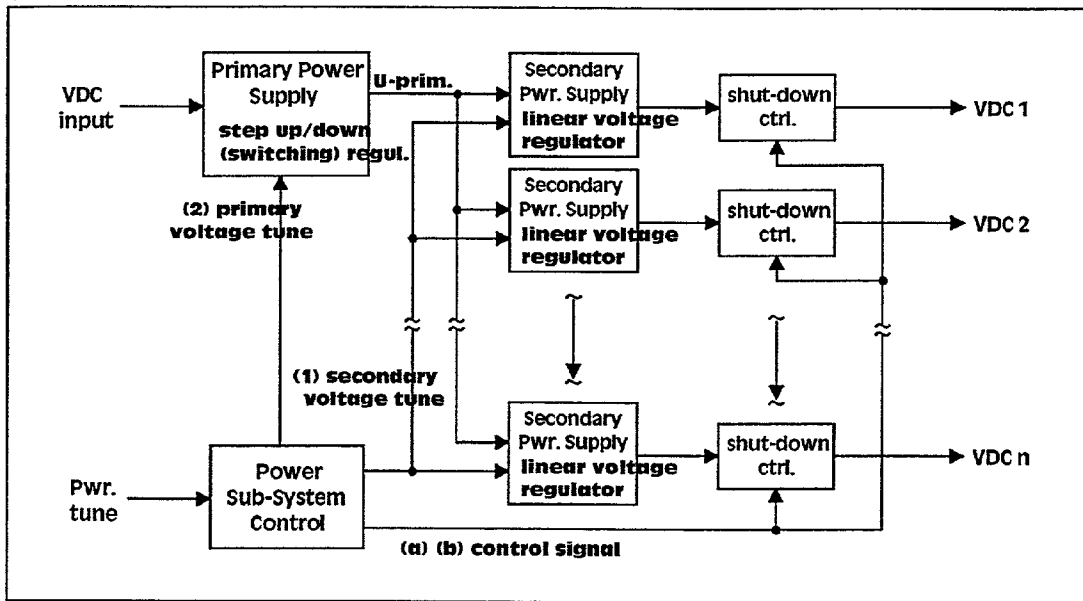 VDC
input
Primary Power
Supply
step up/down
(switching) regul.
U-prim.
Secondary
Pwr. Supply
linear voltage
regulator
shut-down
ctrl.
VDC 1
(2) primary
voltage tune
Secondary
Pwr. Supply
linear voltage
regulator
shut-down
ctrl.
VDC 2
(1) secondary
voltage tune
Secondary
Pwr. Supply
linear voltage
regulator
shut-down
ctrl.
VDC n
Pwr.
tune
Power
Sub-System
Control
(a) (b) control signal